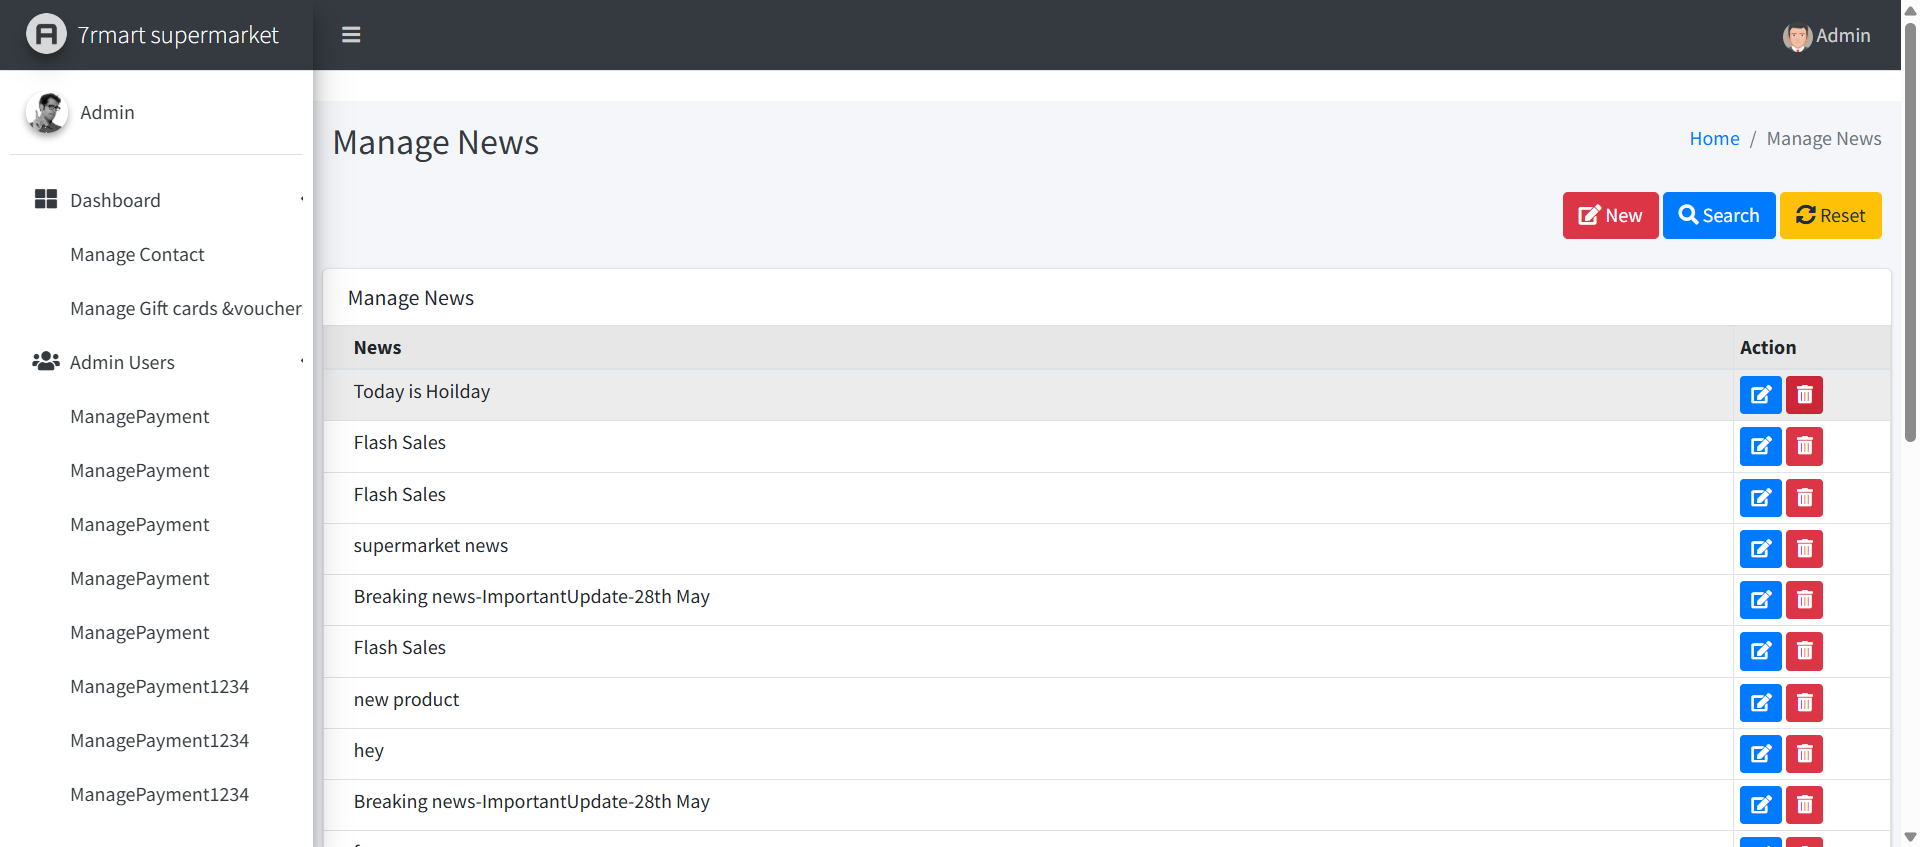 7rmart supermarket
Admin
Admin
Manage News
Home / Manage News
Dashboard
Manage Contact
Manage Gift cards &voucher
Admin Users
ManagePayment
ManagePayment
ManagePayment
ManagePayment
ManagePayment
ManagePayment1234
ManagePayment1234
ManagePayment1234
New
Search
Reset
Manage News
News Action
Today is Hoilday
Flash Sales
Flash Sales
supermarket news
Breaking news-ImportantUpdate-28th May
Flash Sales
new product
hey
Breaking news-ImportantUpdate-28th May